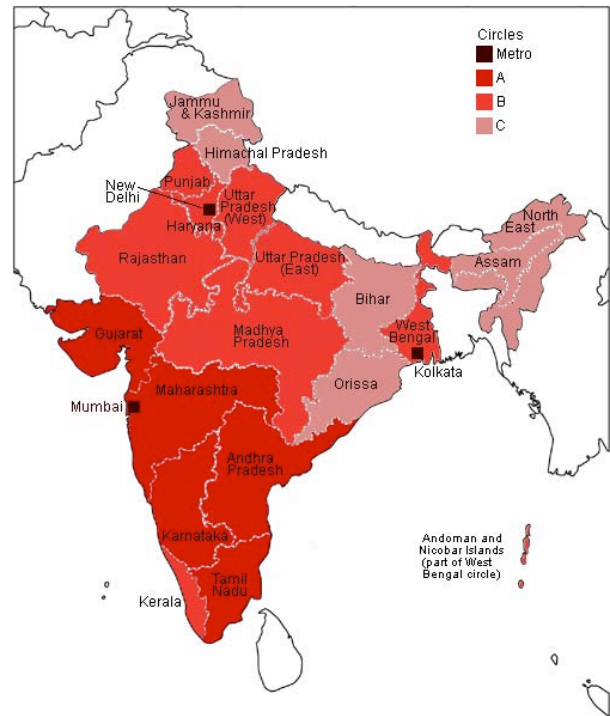 Circles
Metro
A
B
C
Jammu
& Kashmir
Himachal Pradesh
Punjab
New
Delhi
Haryana
Uttar
Pradesh
(West)
Rajasthan
Uttar Pradesh
(East)
North
East
Assam
Bihar
Gujarat
Madhya
Pradesh
West
Bengal
Kolkata
Maharashtra
Orissa
Mumbai
Andhra
Pradesh
Karnataka
Andoman and
Nicobar Islands
(part of West
Bengal circle)
Tamil
Nadu
Kerala